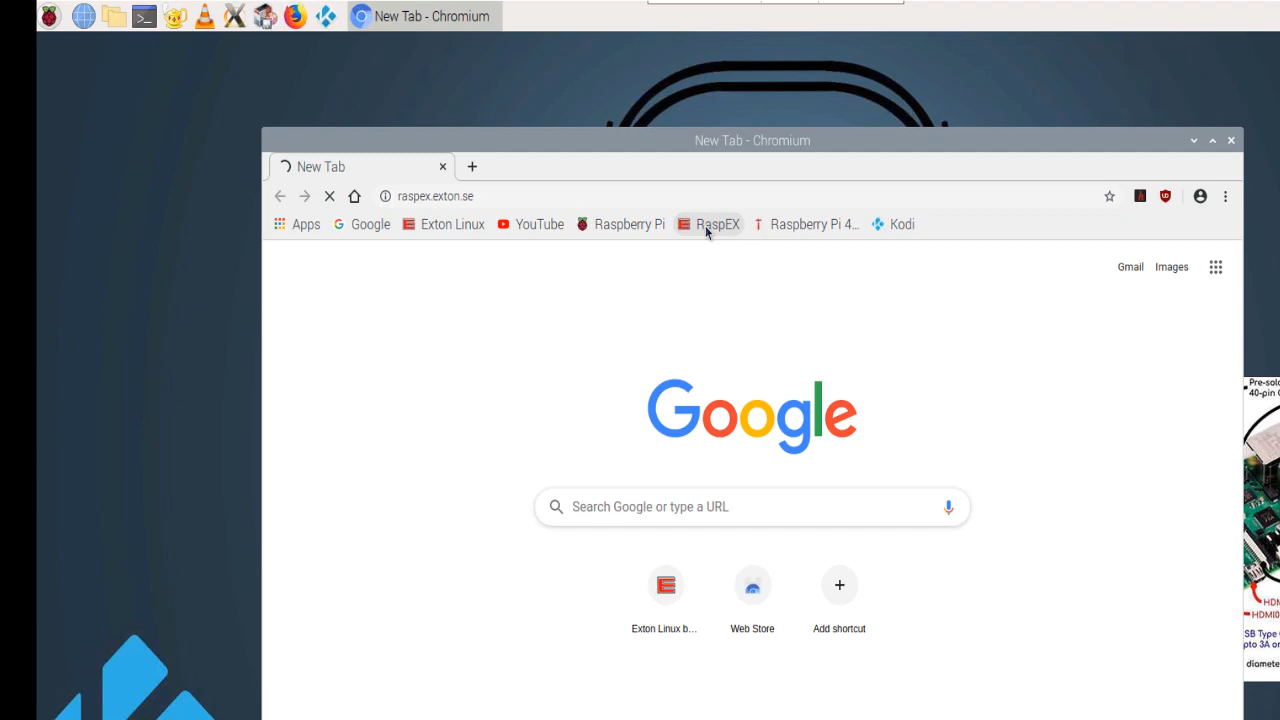 New Tab - Chromium
New Tab - Chromium
New Tab
raspex.exton.se
Apps Google Exton Linux YouTube Raspberry Pi RaspEX Raspberry Pi 4... Kodi
Gmail Images
Google
Search Google or type a URL
Exton Linux b... Web Store Add shortcut
Pre-sol
40-pin
HDM
HDMI0
SB Type
pto 3A or
diamete